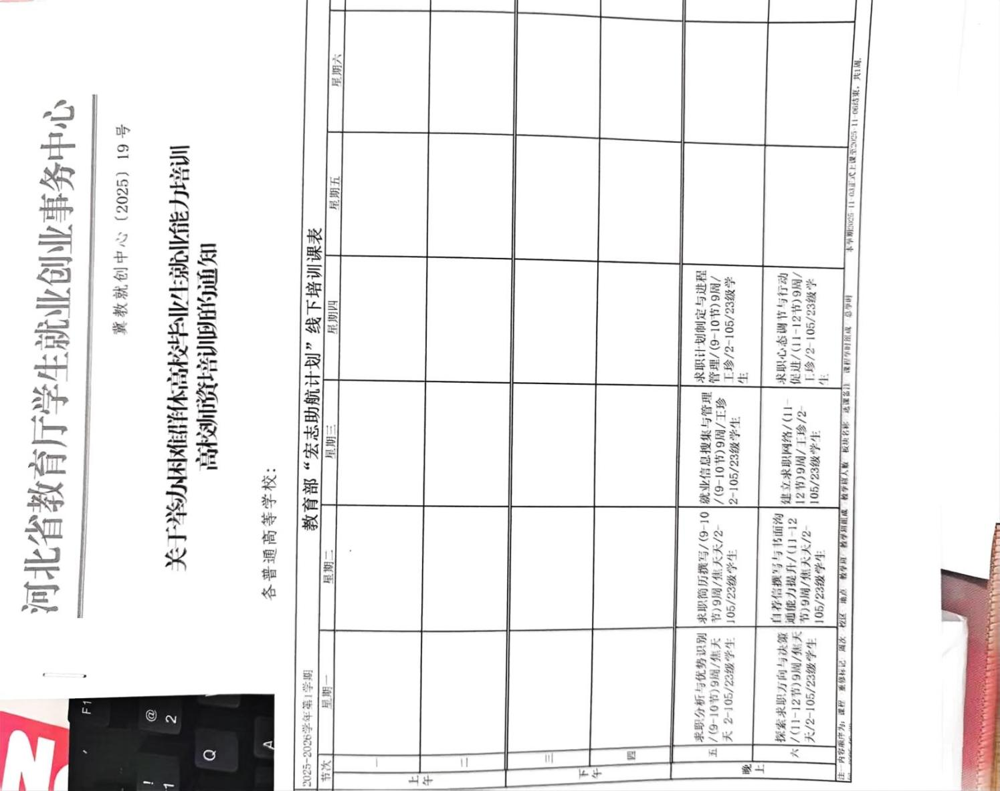 河北省教育厅学生就业创业事务中心
冀教就创中心〔2025〕19号
关于举办困难群体高校毕业生就业能力培训
高校师资培训班的通知
各普通高等学校:
教育部“宏志助航计划”线下培训课表
2025-2026学年第1学期
节次
星期一
星期二
星期三
星期四
星期五
星期六
上午
一
二
下午
三
四
晚上
五
求职分析与优势识别
/(9-10节)9周/焦天
天 2-105/23级学生
求职简历撰写/(9-10
节)9周/焦天天/2-
105/23级学生
就业信息搜集与管理
/(9-10节)9周/王珍
2-105/23级学生
求职计划制定与进程
管理/(9-10节)9周/
王珍/2-105/23级学
生
六
探索求职方向与决策
/(11-12节)9周/焦天
天/2-105/23级学生
自荐信撰写与书面沟
通能力提升/(11-12
节)9周/焦天天/2-
105/23级学生
建立求职网络/(11-
12节)9周/王珍/2-
105/23级学生
求职心态调节与行动
促进/(11-12节)9周/
王珍/2-105/23级学
生
注:内容顺序为: 课程 重修标记 周次 校区 地点 教学班 教学班组成 教学班人数 板块名称 选课备注 课程学时组成 总学时
本学期2025-11-03正式上课至2025-11-06结束, 共1周.
F1
@
2
!
1
Q
A